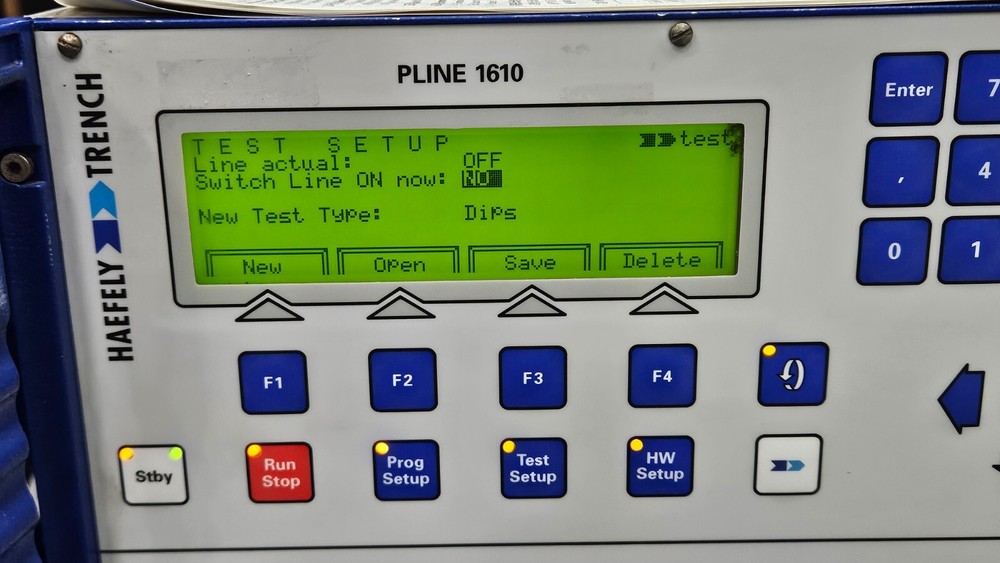 PLINE 1610
HAEFELY TRENCH
TEST SETUP
test
Line actual: OFF
Switch Line ON now: NO
New Test Type: Dips
New Open Save Delete
F1 F2 F3 F4
Stby
Run Stop
Prog Setup
Test Setup
HW Setup
Enter 7
, 4
0 1